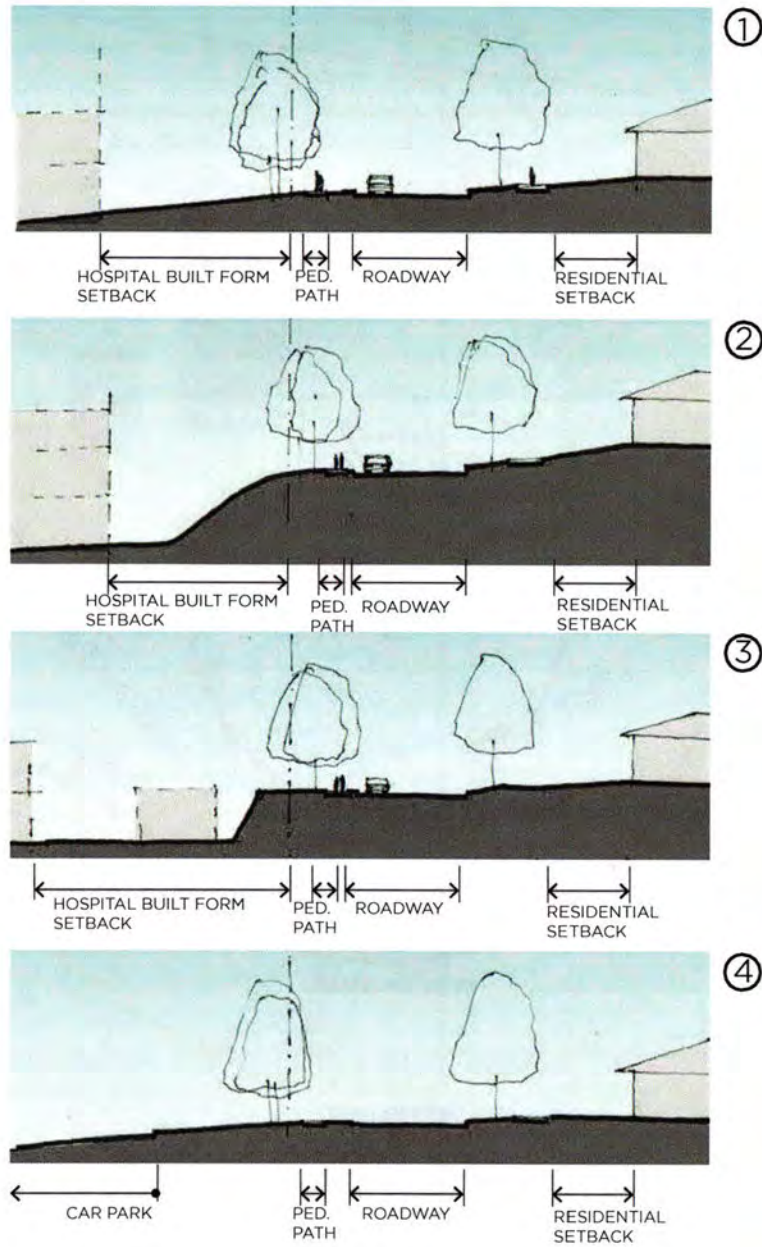 1
HOSPITAL BUILT FORM
SETBACK
PED.
PATH
ROADWAY
RESIDENTIAL
SETBACK
2
HOSPITAL BUILT FORM
SETBACK
PED.
PATH
ROADWAY
RESIDENTIAL
SETBACK
3
HOSPITAL BUILT FORM
SETBACK
PED.
PATH
ROADWAY
RESIDENTIAL
SETBACK
4
CAR PARK
PED.
PATH
ROADWAY
RESIDENTIAL
SETBACK